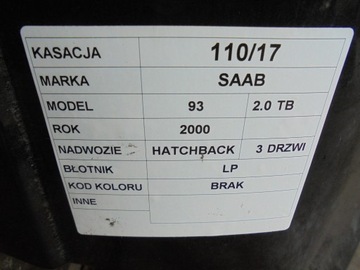 KASACJA 110/17
MARKA SAAB
MODEL 93 2.0 TB
ROK 2000
NADWOZIE HATCHBACK 3 DRZWI
BŁOTNIK LP
KOD KOLORU BRAK
INNE